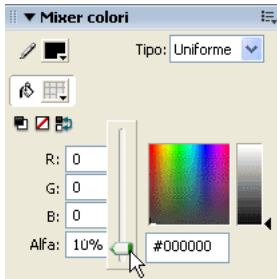 Mixer colori
Tipo: Uniforme
R: 0
G: 0
B: 0
Alfa: 10% #000000